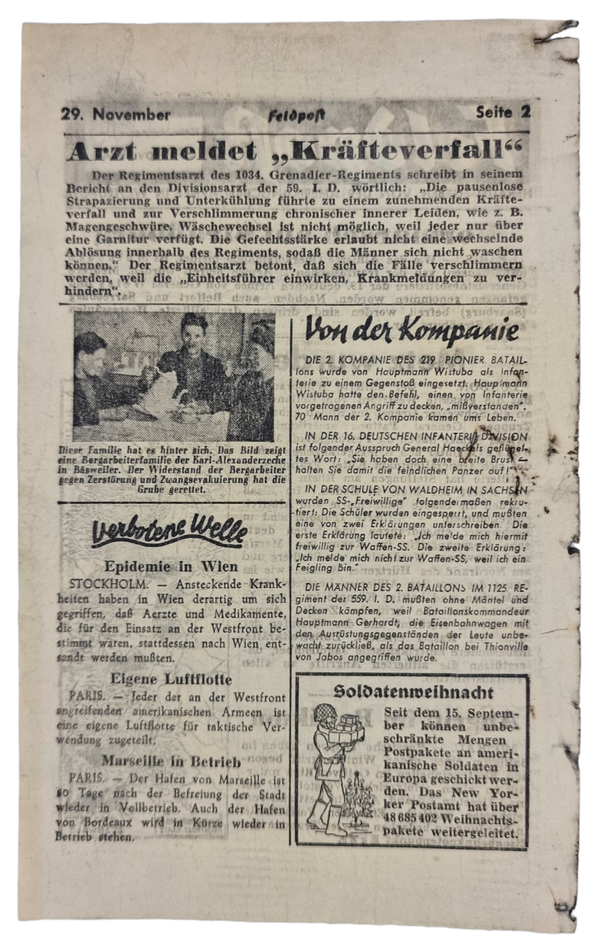 29. November
Feldpost
Seite 2
Arzt meldet „Kräfteverfall“
Der Regimentsarzt des 1034. Grenadier-Regiments schreibt in seinem
Bericht an den Divisionsarzt der 59. I. D. wörtlich: „Die pausenlose
Strapazierung und Unterkühlung führte zu einem zunehmenden Kräfte-
verfall und zur Verschlimmerung chronischer innerer Leiden, wie z. B.
Magengeschwüre. Wäschewechsel ist nicht möglich, weil jeder nur über
eine Garnitur verfügt. Die Gefechtsstärke erlaubt nicht eine wechselnde
Ablösung innerhalb des Regiments, sodaß die Männer sich nicht waschen
können.“ Der Regimentsarzt betont, daß sich die Fälle verschlimmern
werden, weil die „Einheitsführer einwirken, Krankmeldungen zu ver-
hindern“.
Diese Familie hat es hinter sich. Das Bild zeigt
eine Bergarbeiterfamilie der Karl-Alexanderzeche
in Bäsweiler. Der Widerstand der Bergarbeiter
gegen Zerstörung und Zwangsevakuierung hat die
Grube gerettet.
Verbotene Welle
Epidemie in Wien
STOCKHOLM. — Ansteckende Krank-
heiten haben in Wien derartig um sich
gegriffen, daß Aerzte und Medikamente,
die für den Einsatz an der Westfront be-
stimmt waren, stattdessen nach Wien ent-
sandt werden mußten.
Eigene Luftflotte
PARIS. — Jeder der an der Westfront
angreifenden amerikanischen Armeen ist
eine eigene Luftflotte für taktische Ver-
wendung zugeteilt.
Marseille in Betrieb
PARIS. — Der Hafen von Marseille ist
80 Tage nach der Befreiung der Stadt
wieder in Vollbetrieb. Auch der Hafen
von Bordeaux wird in Kürze wieder in
Betrieb stehen.
Von der Kompanie
DIE 2. KOMPANIE DES 219. PIONIER BATAIL-
lons wurde von Hauptmann Wistuba als Infan-
terie zu einem Gegenstoß eingesetzt. Hauptmann
Wistuba hatte den Befehl, einen von Infanterie
vorgetragenen Angriff zu decken, „mißverstanden“.
70 Mann der 2. Kompanie kamen ums Leben.
IN DER 16. DEUTSCHEN INFANTERIE DIVISION
ist folgender Ausspruch General Haeckels geflügel-
tes Wort: „Sie haben doch eine breite Brust —
halten Sie damit die feindlichen Panzer auf!“
IN DER SCHULE VON WALDHEIM IN SACHSEN
wurden SS-„Freiwillige“ folgendermaßen rekru-
tiert: Die Schüler wurden eingesperrt, und mußten
eine von zwei Erklärungen unterschreiben. Die
erste Erklärung lautete: „Ich melde mich hiermit
freiwillig zur Waffen-SS. Die zweite Erklärung:
„Ich melde mich nicht zur Waffen-SS, weil ich ein
Feigling bin.“
DIE MÄNNER DES 2. BATAILLONS IM 1125. RE-
giment der 559. I. D. mußten ohne Mäntel und
Decken kämpfen, weil Bataillonskommandeur
Hauptmann Gerhardt, die Eisenbahnwagen mit
den Ausrüstungsgegenständen der Leute unbe-
wacht zurückließ, als das Bataillon bei Thionville
von Jabos angegriffen wurde.
Soldatenweihnacht
Seit dem 15. Septem-
ber können unbe-
schränkte Mengen
Postpakete an ameri-
kanische Soldaten in
Europa geschickt wer-
den. Das New Yor-
ker Postamt hat über
48 685 402 Weihnachts-
pakete weitergeleitet.